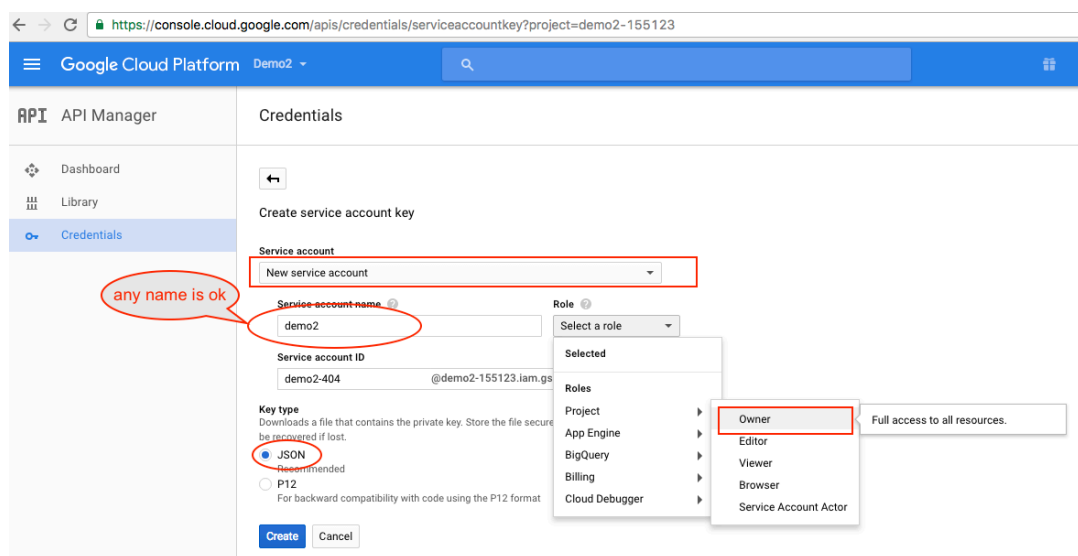 https://console.cloud.google.com/apis/credentials/serviceaccountkey?project=demo2-155123
Google Cloud Platform Demo2
API API Manager
Credentials
Dashboard
Library
Credentials
Create service account key
Service account
New service account
any name is ok
Service account name
Role
demo2
Select a role
Selected
Service account ID
demo2-404 @demo2-155123.iam.gs
Roles
Project
App Engine
BigQuery
Billing
Cloud Debugger
Owner
Full access to all resources.
Editor
Viewer
Browser
Service Account Actor
Key type
Downloads a file that contains the private key. Store the file secure
be recovered if lost.
JSON
Recommended
P12
For backward compatibility with code using the P12 format
Create Cancel